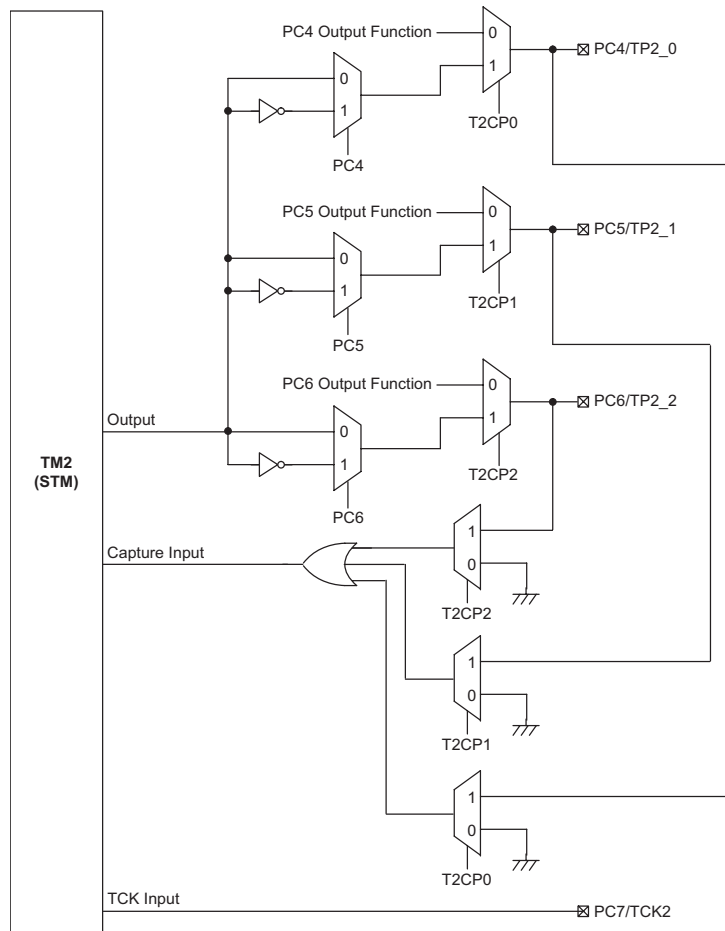 PC4 Output Function
0
1
PC4/TP2_0
0
1
T2CP0
PC4
PC5 Output Function
0
1
PC5/TP2_1
0
1
T2CP1
PC5
PC6 Output Function
0
1
PC6/TP2_2
Output
0
1
T2CP2
TM2
(STM)
PC6
Capture Input
1
0
T2CP2
1
0
T2CP1
1
0
T2CP0
TCK Input
PC7/TCK2